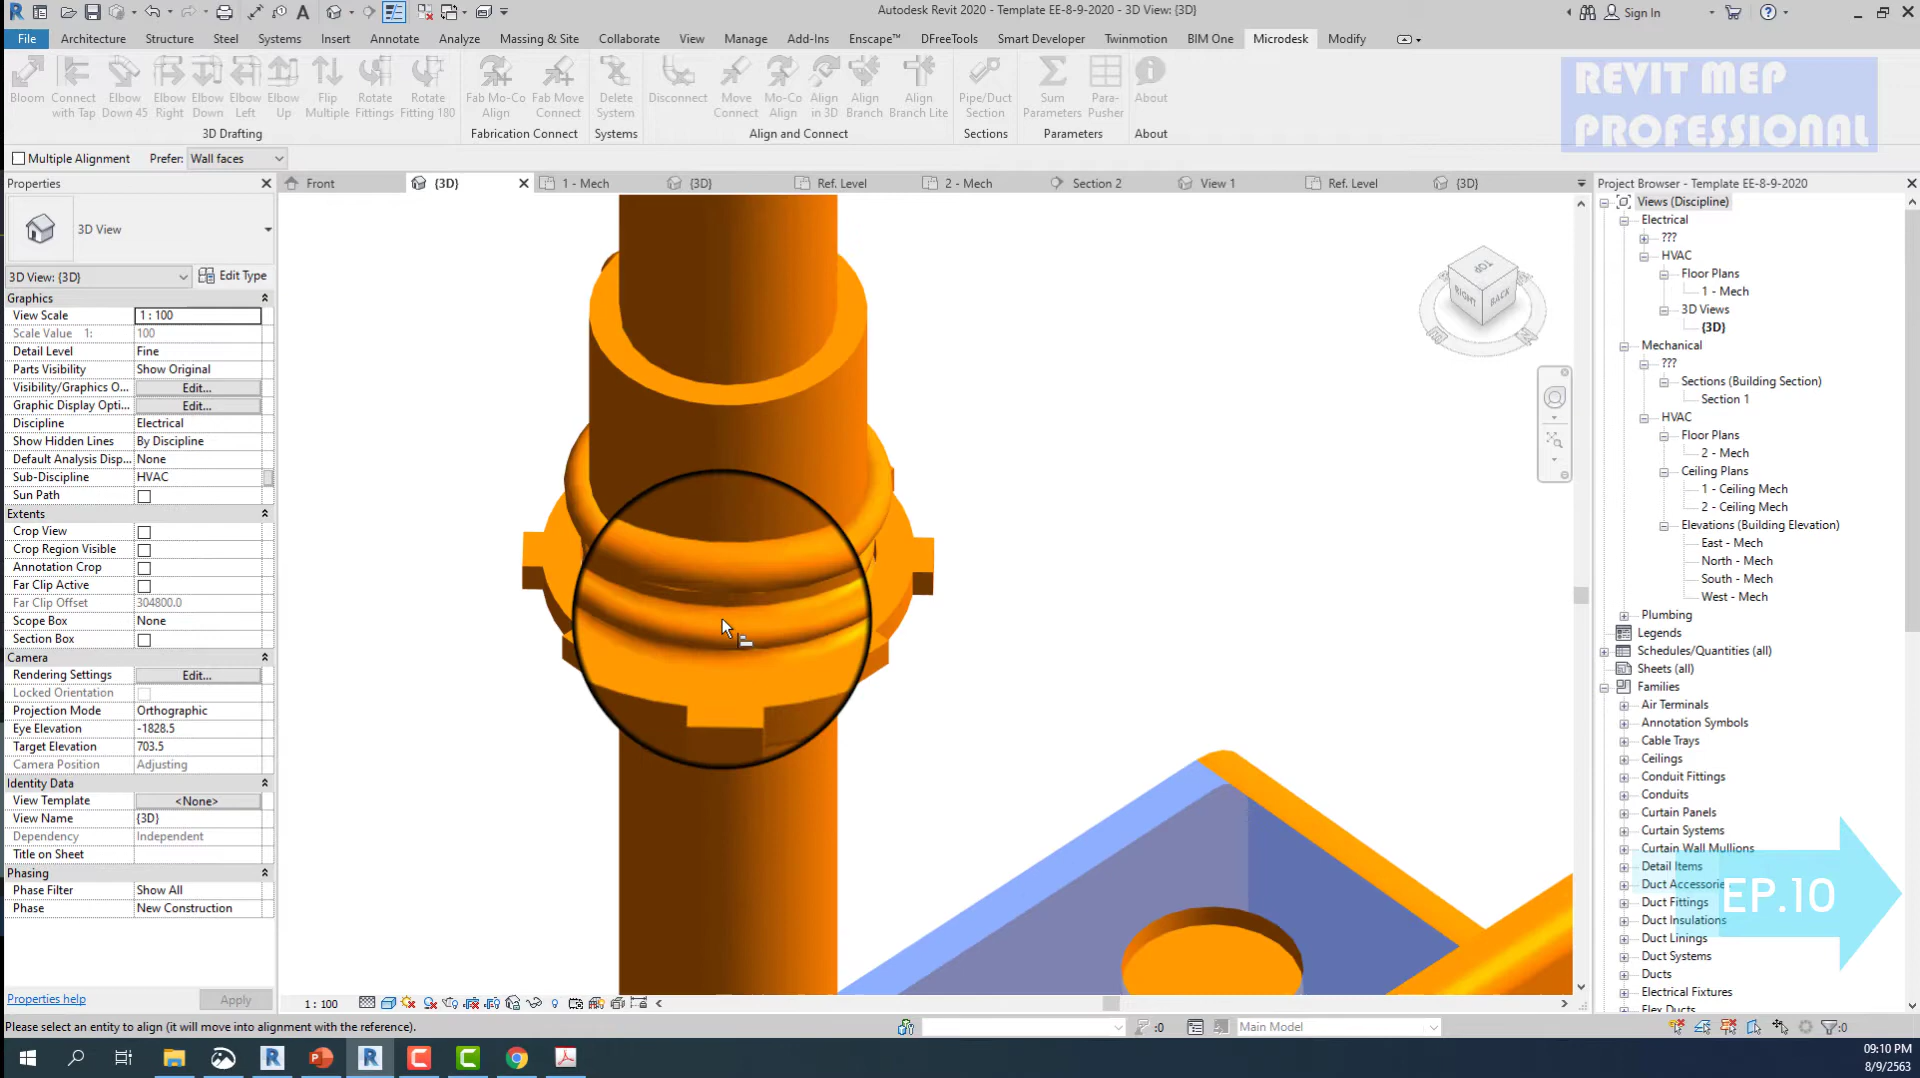 Autodesk Revit 2020 - Template EE-8-9-2020 - 3D View: {3D}
Sign In
File Architecture Structure Steel Systems Insert Annotate Analyze Massing & Site Collaborate View Manage Add-Ins Enscape™ DFreeTools Smart Developer Twinmotion BIM One Microdesk Modify
Bloom
Connect with Tap
Elbow Down 45
Elbow Right
Elbow Down
Elbow Left
Elbow Up
Flip Multiple
Rotate Fittings
Rotate Fitting 180
3D Drafting
Fab Mo-Co Align
Fab Move Connect
Fabrication Connect
Delete System
Systems
Disconnect
Move Connect
Mo-Co Align
Align in 3D
Align Branch
Align Branch Lite
Align and Connect
Pipe/Duct Section
Sections
Sum Parameters
Para-Pusher
Parameters
About
About
REVIT MEP
PROFESSIONAL
Multiple Alignment Prefer: Wall faces
Properties
Front
{3D}
1 - Mech
{3D}
Ref. Level
2 - Mech
Section 2
View 1
Ref. Level
{3D}
3D View
3D View: {3D} Edit Type
Graphics
View Scale 1 : 100
Scale Value 1: 100
Detail Level Fine
Parts Visibility Show Original
Visibility/Graphics O... Edit...
Graphic Display Opti... Edit...
Discipline Electrical
Show Hidden Lines By Discipline
Default Analysis Disp... None
Sub-Discipline HVAC
Sun Path
Extents
Crop View
Crop Region Visible
Annotation Crop
Far Clip Active
Far Clip Offset 304800.0
Scope Box None
Section Box
Camera
Rendering Settings Edit...
Locked Orientation
Projection Mode Orthographic
Eye Elevation -1828.5
Target Elevation 703.5
Camera Position Adjusting
Identity Data
View Template <None>
View Name {3D}
Dependency Independent
Title on Sheet
Phasing
Phase Filter Show All
Phase New Construction
Properties help Apply
TOP
RIGHT
BACK
Project Browser - Template EE-8-9-2020
Views (Discipline)
Electrical
???
HVAC
Floor Plans
1 - Mech
3D Views
{3D}
Mechanical
???
Sections (Building Section)
Section 1
HVAC
Floor Plans
2 - Mech
Ceiling Plans
1 - Ceiling Mech
2 - Ceiling Mech
Elevations (Building Elevation)
East - Mech
North - Mech
South - Mech
West - Mech
Plumbing
Legends
Schedules/Quantities (all)
Sheets (all)
Families
Air Terminals
Annotation Symbols
Cable Trays
Ceilings
Conduit Fittings
Conduits
Curtain Panels
Curtain Systems
Curtain Wall Mullions
Detail Items
Duct Accessories
Duct Fittings
Duct Insulations
Duct Linings
Duct Systems
Ducts
Electrical Fixtures
Flex Ducts
EP.10
1 : 100
Please select an entity to align (it will move into alignment with the reference).
:0
Main Model
:0
09:10 PM
8/9/2563